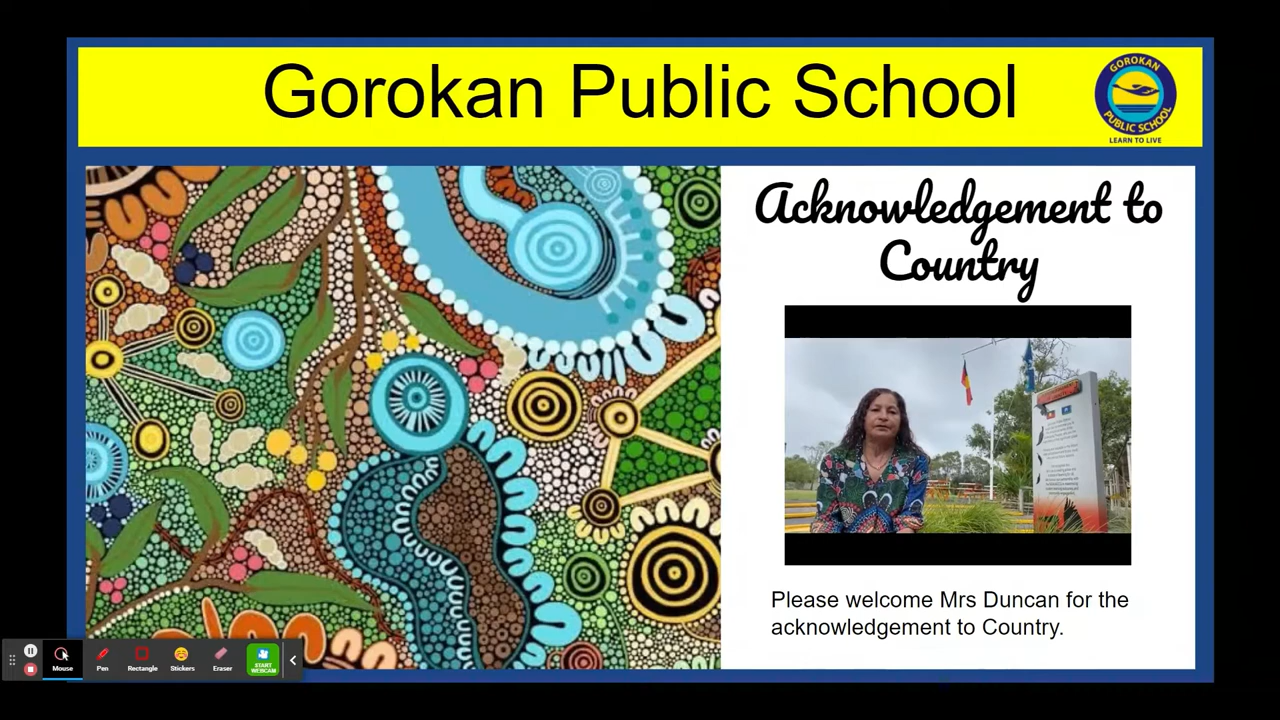 Gorokan Public School
GOROKAN
PUBLIC SCHOOL
LEARN TO LIVE
Acknowledgement to
Country
Please welcome Mrs Duncan for the
acknowledgement to Country.
Mouse
Pen
Rectangle
Stickers
Eraser
START
WEBCAM